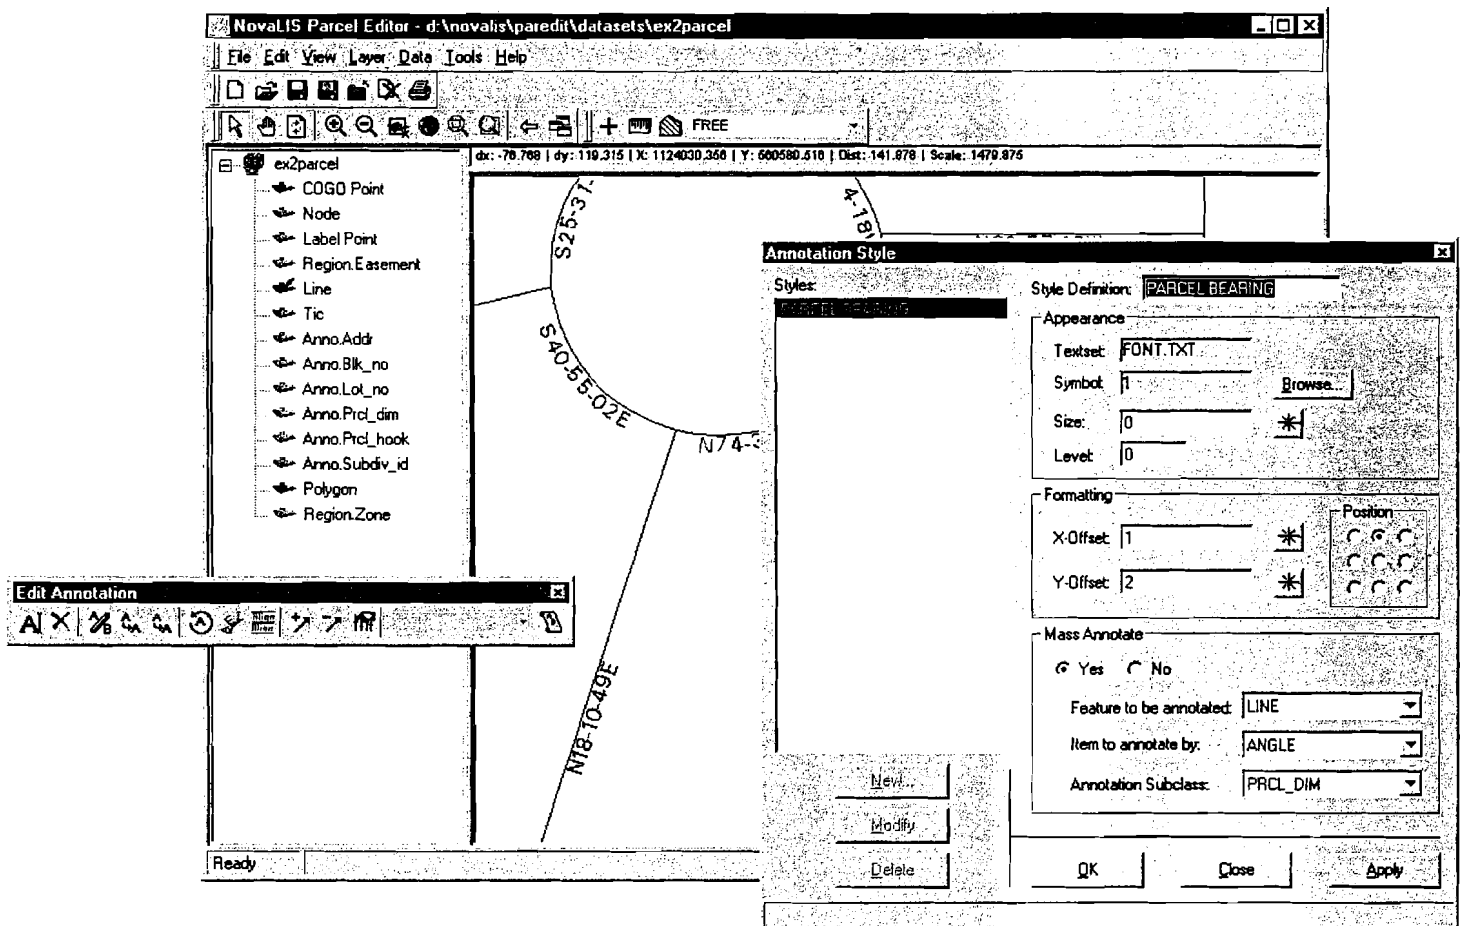 NovaLIS Parcel Editor - d:\novalis\paredit\datasets\ex2parcel
File Edit View Layer Data Tools Help
FREE
dx: -76.768 | dy: 119.315 | X: 1124030.356 | Y: 560580.516 | Dist: 141.878 | Scale: 1479.875
ex2parcel
COGO Point
Node
Label Point
Region.Easement
Line
Tic
Anno.Addr
Anno.Blk_no
Anno.Lot_no
Anno.Prcl_dim
Anno.Prcl_hook
Anno.Subdiv_id
Polygon
Region.Zone
S25-31-
4-18
S40-55-02E
N74-3
N18-10-49E
Ready
Edit Annotation
Annotation Style
Styles:
PARCEL BEARING
New...
Modify
Delete
Style Definition: PARCEL BEARING
Appearance
Textset: FONT.TXT
Symbol: 1 Browse...
Size: 0
Level: 0
Formatting
X-Offset: 1
Y-Offset: 2
Position
Mass Annotate
Yes No
Feature to be annotated: LINE
Item to annotate by: ANGLE
Annotation Subclass: PRCL_DIM
OK Close Apply